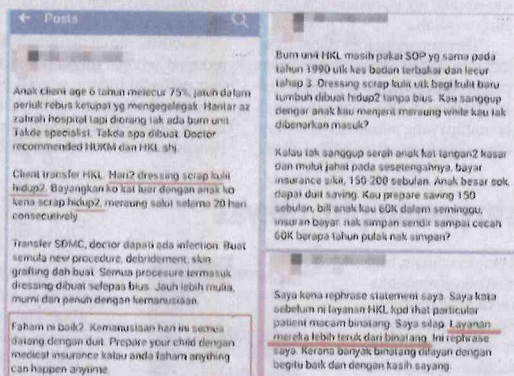 Posts
Anak client age 6 tahun melecur 75%, jatuh dalam
periuk rebus ketupat yg mengegelegak. Hantar az
zahrah hospital tapi diorang tak ada burn unit.
Takde specialist. Takda apa dibuat. Doctor
recommended HUKM dan HKL shj.
Client transfer HKL. Hari2 dressing scrap kulit
hidup2. Bayangkan ko kat luar dengar anak ko
kena scrap hidup2, meraung sakit selama 20 hari
consecutively
Transfer SDMC, doctor dapati ada infection. Buat
semula new procedure, debridement, skin
grafting dah buat. Semua procesure termasuk
dressing dibuat selepas bius. Jauh lebih mulia,
murni dan penuh dengan kemanusiaan.
Faham ni baik2. Kemanusiaan hari ini semua
datang dengan duit. Prepare your child dengan
medical insurance kalau anda faham anything
can happen anytime.
Burn unit HKL masih pakai SOP yg sama pada
tahun 1990 utk kes badan terbakar dan lecur
tahap 3. Dressing scrap kulit utk bagi kulit baru
tumbuh dibuat hidup2 tanpa bius. Kau sanggup
dengar anak kau menjerit meraung while kau tak
dibenarkan masuk?
Kalau tak sanggup serah anak kat tangan2 kasar
dan mulut jahat pada sesetengahnya, bayar
insurance sikit, 150-200 sebulan. Anak besar sok,
dapat duit saving. Kau prepare saving 150
sebulan, bill anak kau 60K dalam seminggu,
insuran bayar, nak simpan sendir sampai cecah
60K berapa tahun pulak nak simpan?
Saya kena rephrase statement saya. Saya kata
sebelum ni layanan HKL kpd that particular
patient macam binatang. Saya silap. Layanan
mereka lebih teruk dari binatang. Ini rephrase
saya. Kerana banyak binatang dilayan dengan
begitu baik dan dengan kasih sayang.